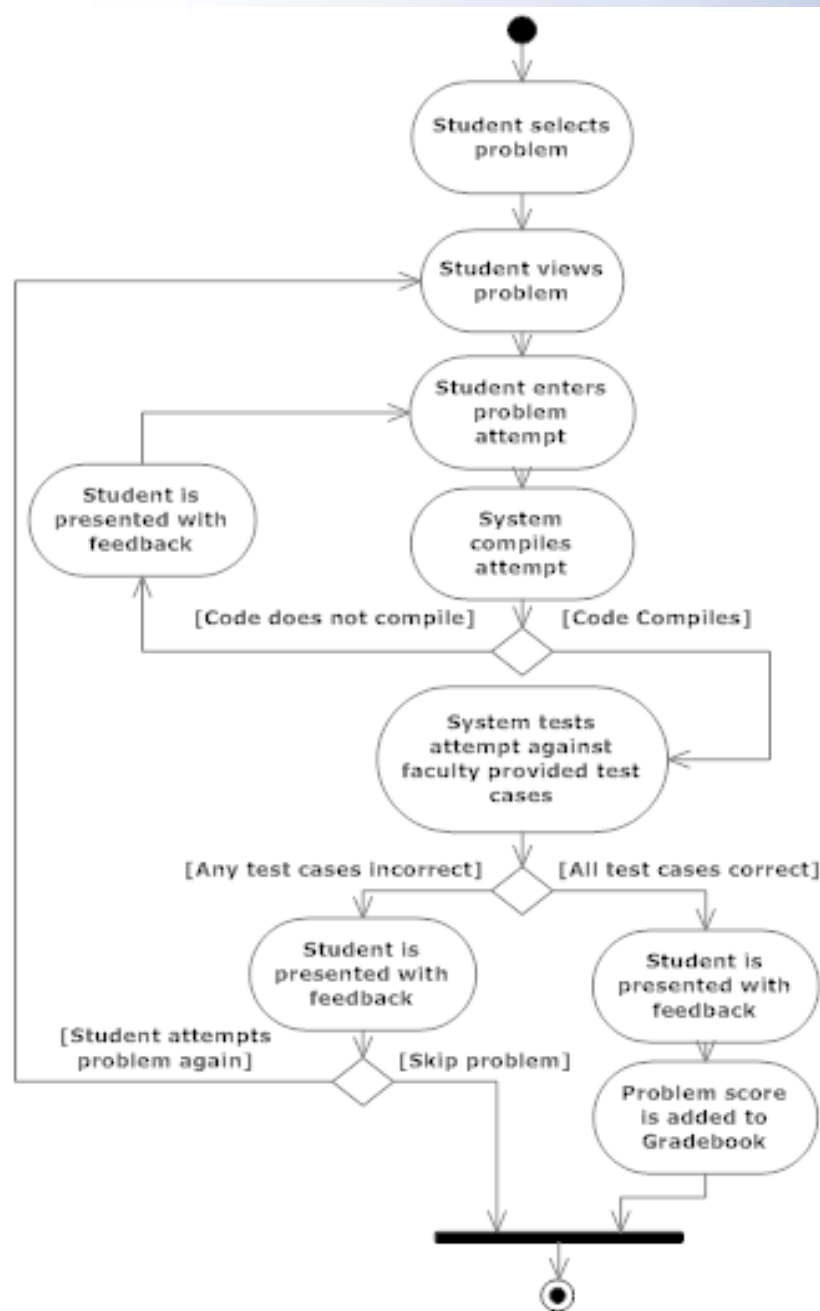 Student selects
problem
Student views
problem
Student enters
problem
attempt
Student is
presented with
feedback
System
compiles
attempt
[Code does not compile]
[Code Compiles]
System tests
attempt against
faculty provided test
cases
[Any test cases incorrect]
[All test cases correct]
Student is
presented with
feedback
Student is
presented with
feedback
[Student attempts
problem again]
[Skip problem]
Problem score
is added to
Gradebook